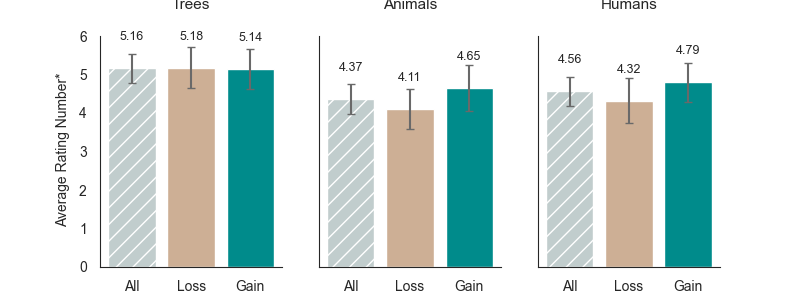 Trees
Animals
Humans
Average Rating Number*
6
5
4
3
2
1
0
5.16
5.18
5.14
4.37
4.11
4.65
4.56
4.32
4.79
All
Loss
Gain
All
Loss
Gain
All
Loss
Gain